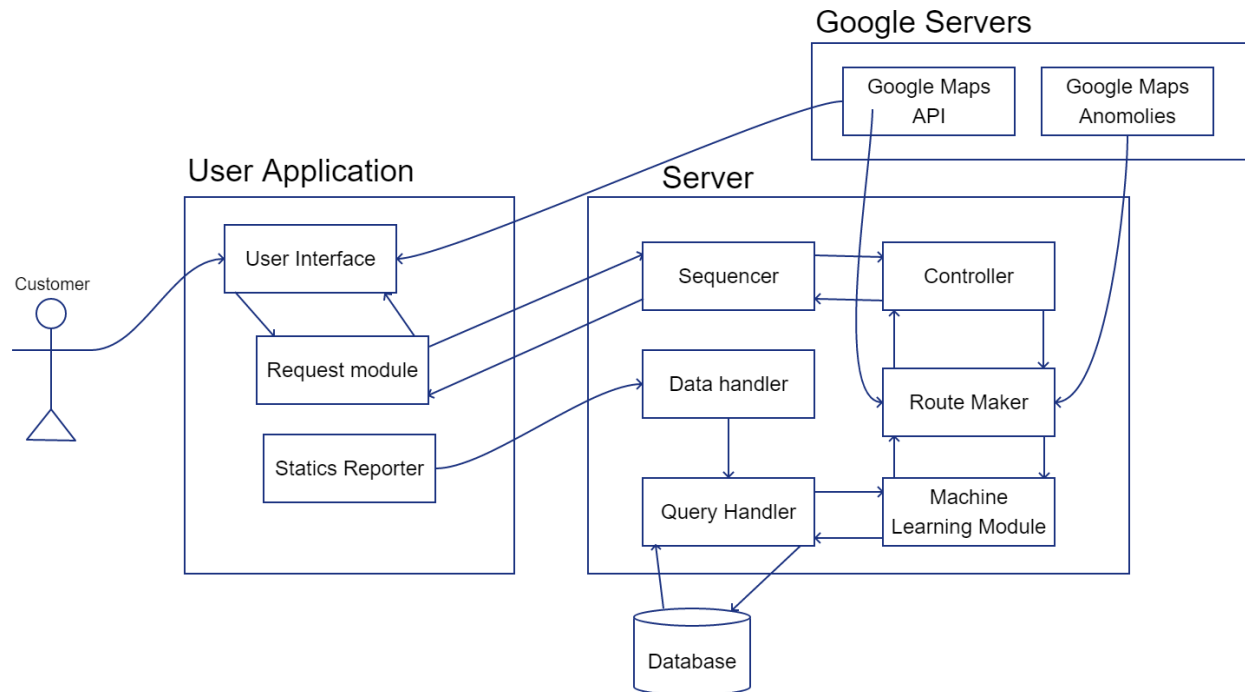 Google Servers
Google Maps
API
Google Maps
Anomolies
User Application
Server
User Interface
Sequencer
Controller
Customer
Request module
Data handler
Route Maker
Statics Reporter
Query Handler
Machine
Learning Module
Database